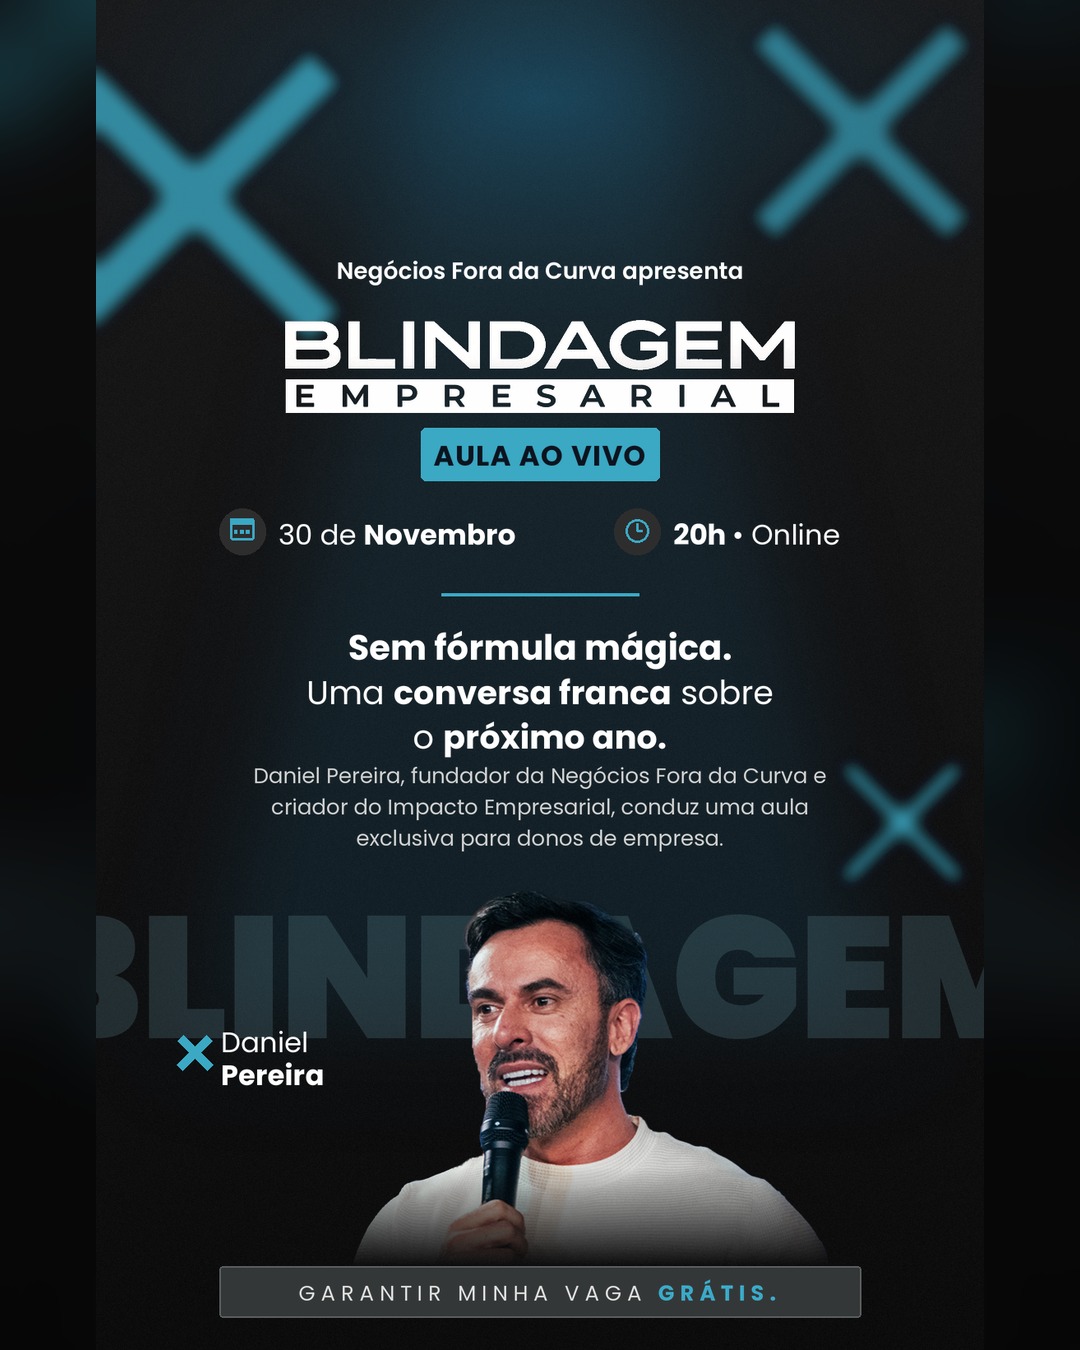 Negócios Fora da Curva apresenta
BLINDAGEM
EMPRESARIAL
AULA AO VIVO
30 de Novembro
20h • Online
Sem fórmula mágica.
Uma conversa franca sobre
o próximo ano.
Daniel Pereira, fundador da Negócios Fora da Curva e
criador do Impacto Empresarial, conduz uma aula
exclusiva para donos de empresa.
BLINDAGEM
Daniel
Pereira
GARANTIR MINHA VAGA GRÁTIS.